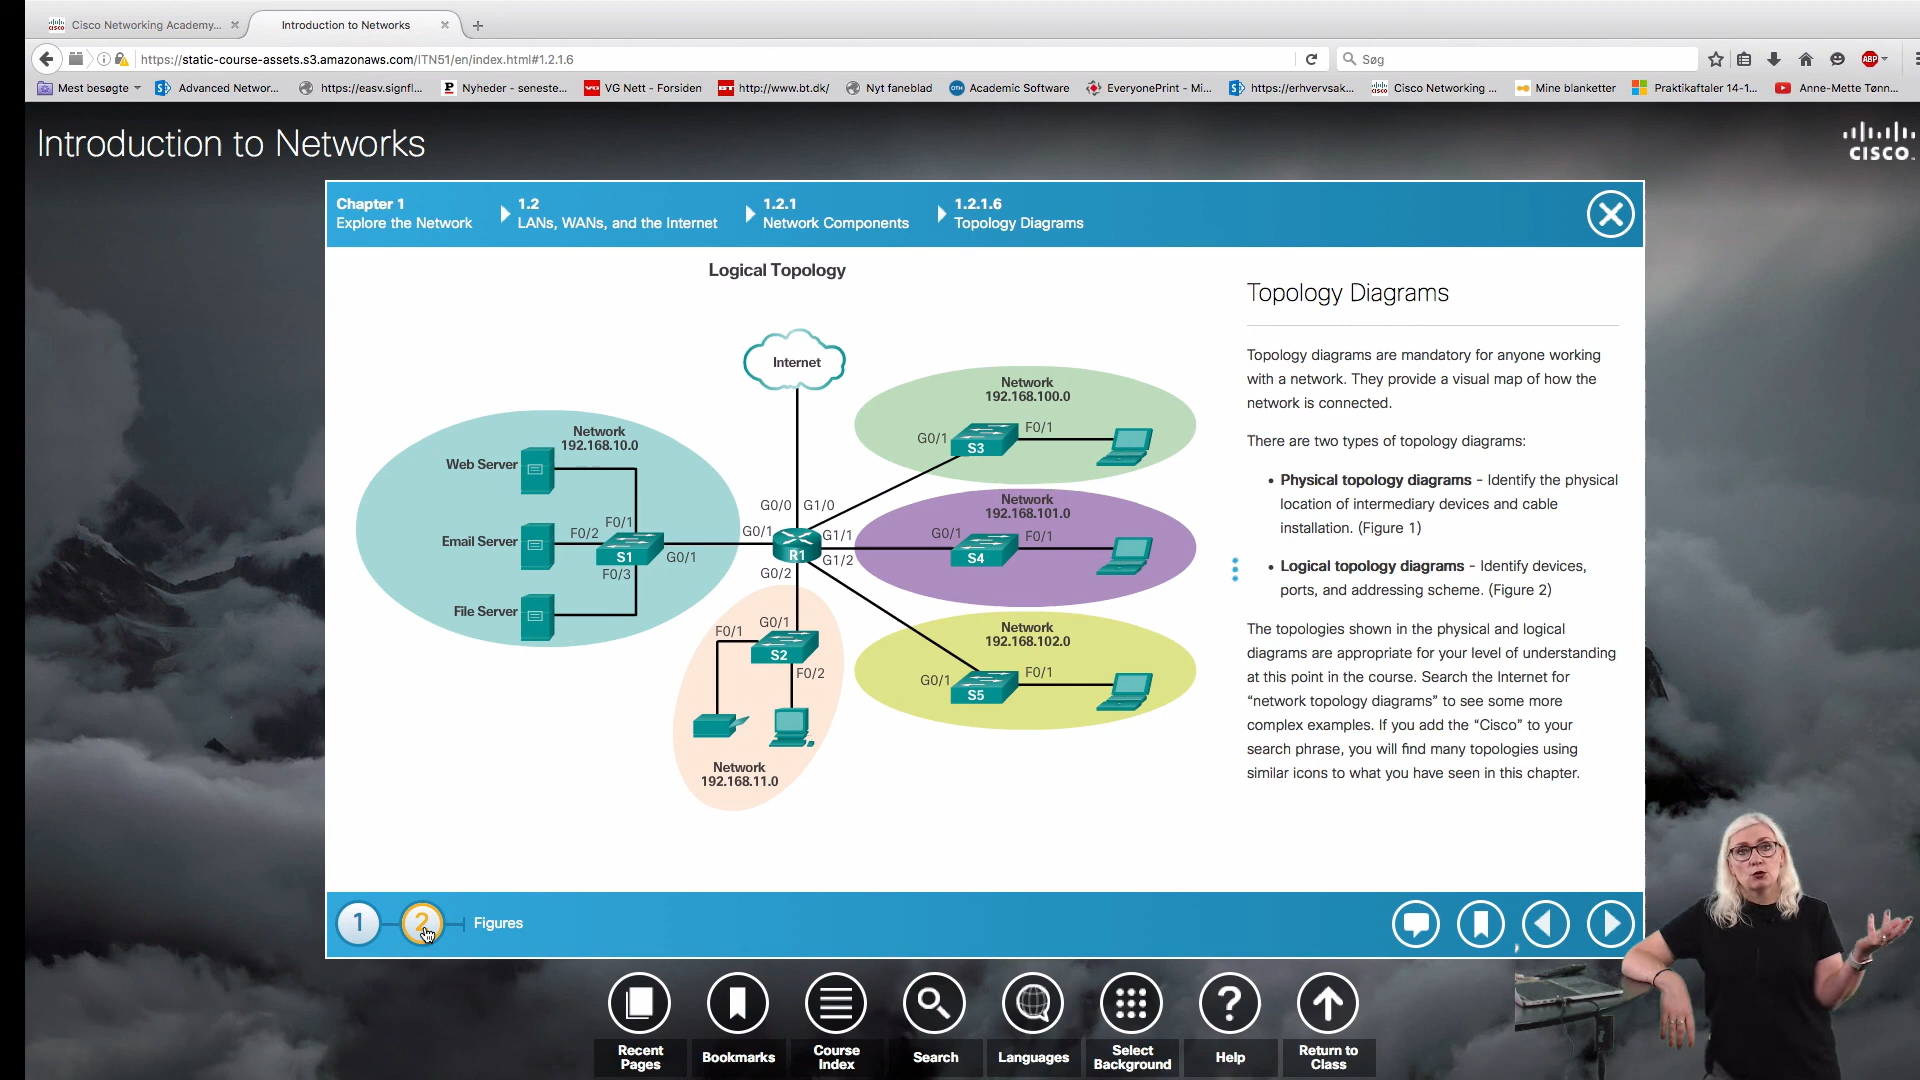 Cisco Networking Academy...
Introduction to Networks
https://static-course-assets.s3.amazonaws.com/ITN51/en/index.html#1.2.1.6
Søg
ABP
Mest besøgte
Advanced Networ...
https://easv.signfl...
Nyheder - seneste...
VG Nett - Forsiden
http://www.bt.dk/
Nyt faneblad
Academic Software
EveryonePrint - Mi...
https://erhvervsak...
Cisco Networking ...
Mine blanketter
Praktikaftaler 14-1...
Anne-Mette Tønn...
Introduction to Networks
CISCO
Chapter 1
Explore the Network
1.2
LANs, WANs, and the Internet
1.2.1
Network Components
1.2.1.6
Topology Diagrams
Logical Topology
Internet
Network
192.168.10.0
Web Server
Email Server
File Server
F0/1
F0/2
F0/3
S1
G0/1
G0/0
G1/0
G0/1
G1/1
R1
G1/2
G0/2
Network
192.168.100.0
G0/1
S3
F0/1
Network
192.168.101.0
G0/1
S4
F0/1
Network
192.168.102.0
G0/1
S5
F0/1
F0/1
G0/1
S2
F0/2
Network
192.168.11.0
Topology Diagrams
Topology diagrams are mandatory for anyone working
with a network. They provide a visual map of how the
network is connected.
There are two types of topology diagrams:
• Physical topology diagrams - Identify the physical
location of intermediary devices and cable
installation. (Figure 1)
• Logical topology diagrams - Identify devices,
ports, and addressing scheme. (Figure 2)
The topologies shown in the physical and logical
diagrams are appropriate for your level of understanding
at this point in the course. Search the Internet for
“network topology diagrams” to see some more
complex examples. If you add the “Cisco” to your
search phrase, you will find many topologies using
similar icons to what you have seen in this chapter.
1
2
Figures
Recent
Pages
Bookmarks
Course
Index
Search
Languages
Select
Background
?
Help
Return to
Class